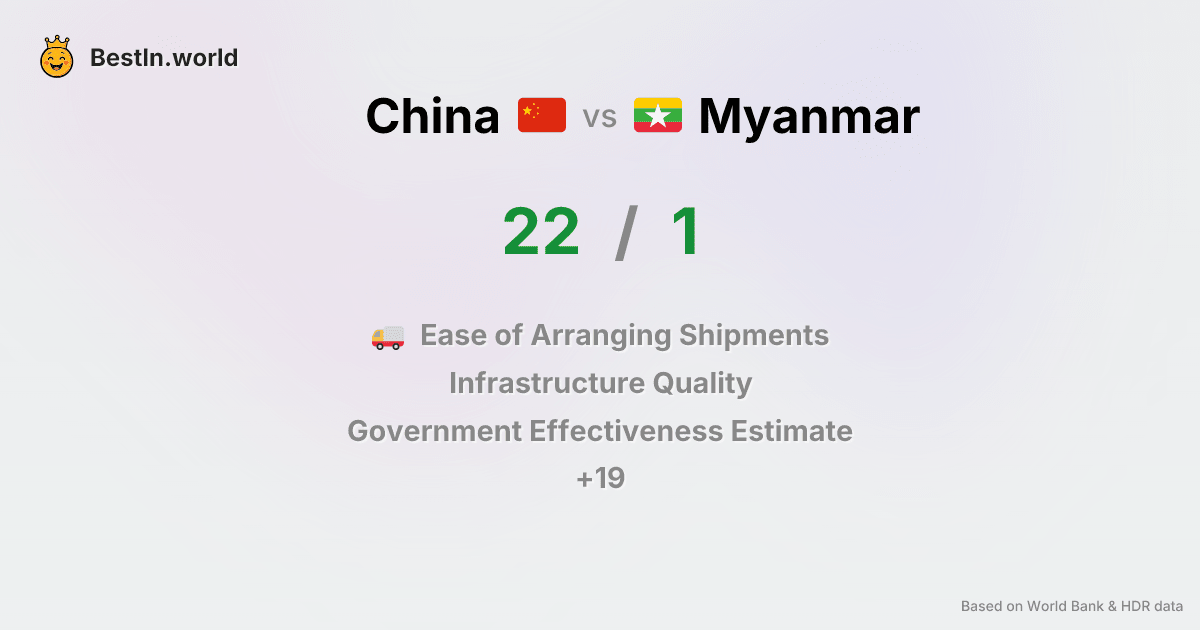 BestIn.world
China vs Myanmar
22 / 1
Ease of Arranging Shipments
Infrastructure Quality
Government Effectiveness Estimate
+19
Based on World Bank & HDR data